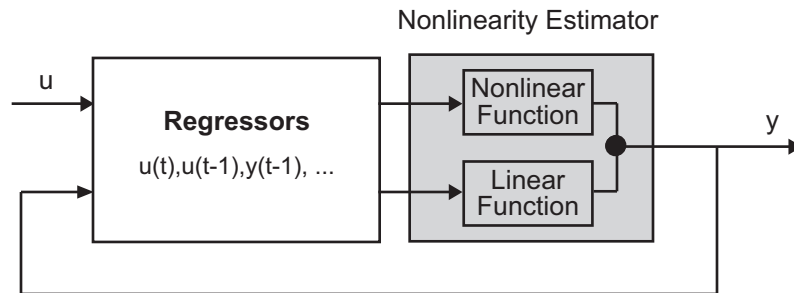 Nonlinearity Estimator
u
Regressors
u(t),u(t-1),y(t-1), ...
Nonlinear
Function
Linear
Function
y